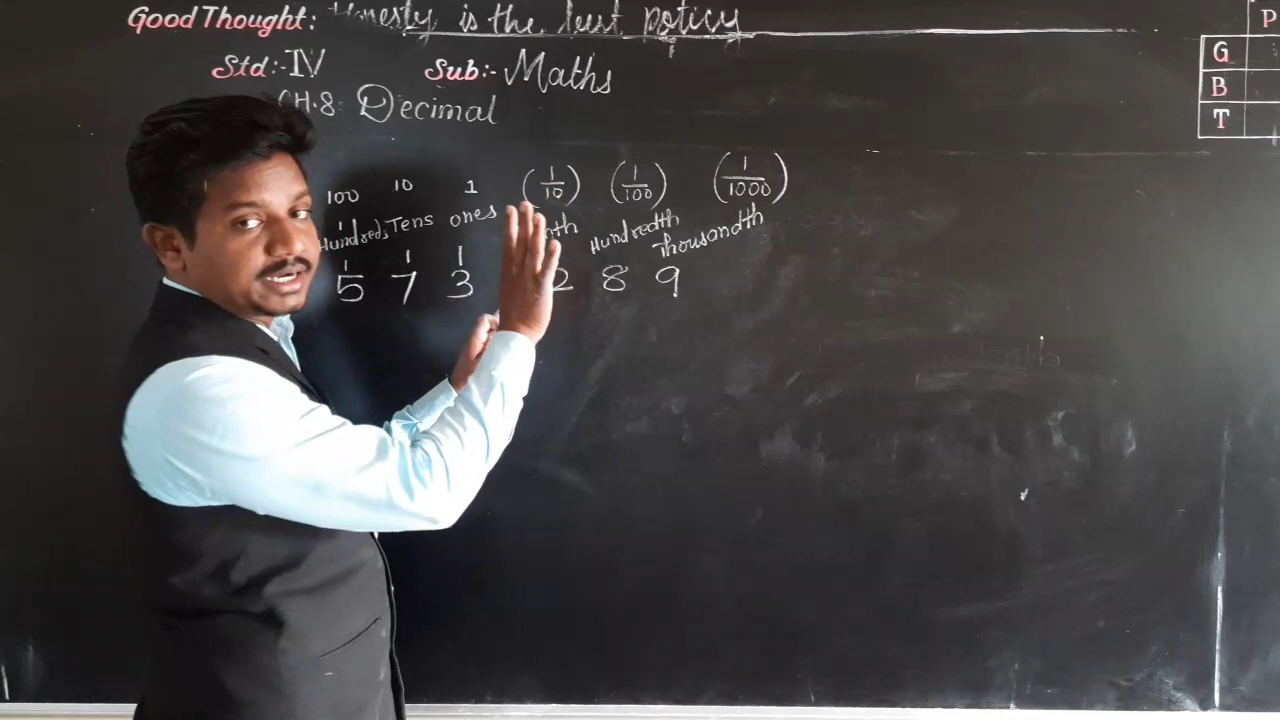 Good Thought: Honesty is the best policy
P
G
B
T
Std:- IV Sub:- Maths
CH.8: Decimal
100 10 1 (1/10) (1/100) (1/1000)
Hundreds Tens ones Hundredth Thousandth
5 7 3 2 8 9